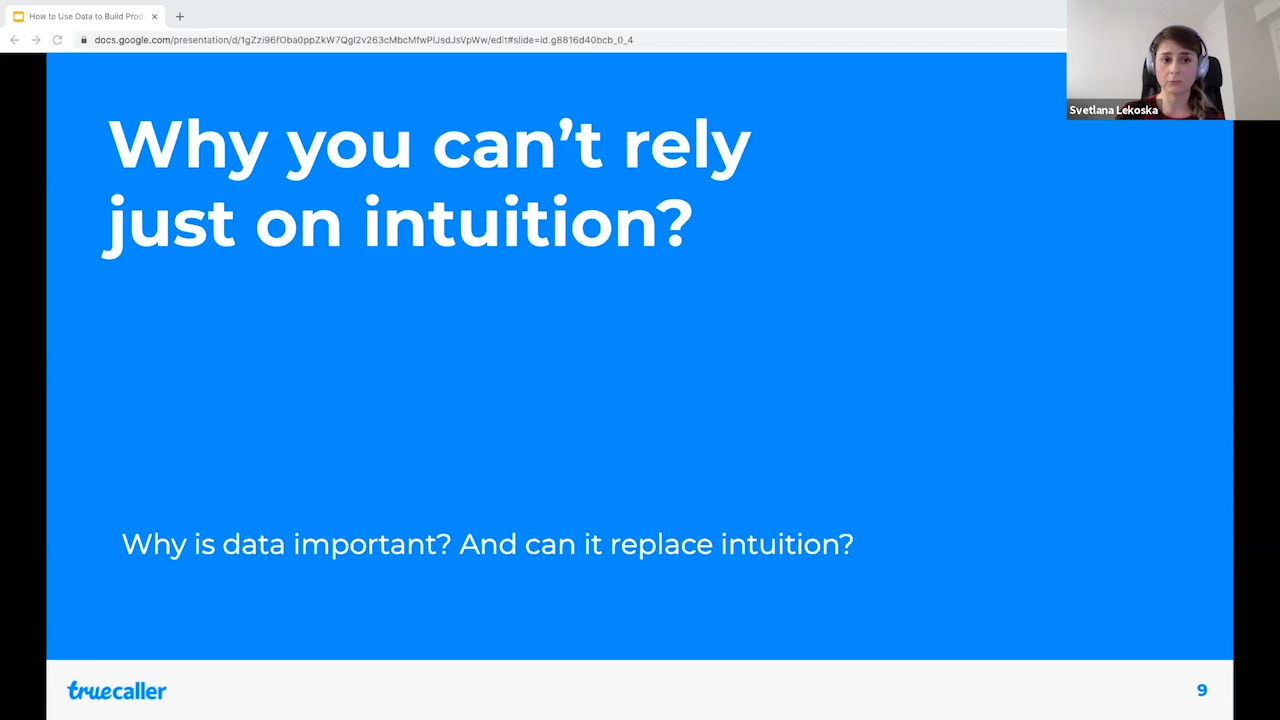 How to Use Data to Build Prod
docs.google.com/presentation/d/1gZzi96fOba0ppZkW7QgI2v263cMbcMfwPlJsdJsVpWw/edit#slide=id.g8816d40bcb_0_4
Svetlana Lekoska
Why you can’t rely
just on intuition?
Why is data important? And can it replace intuition?
truecaller
9